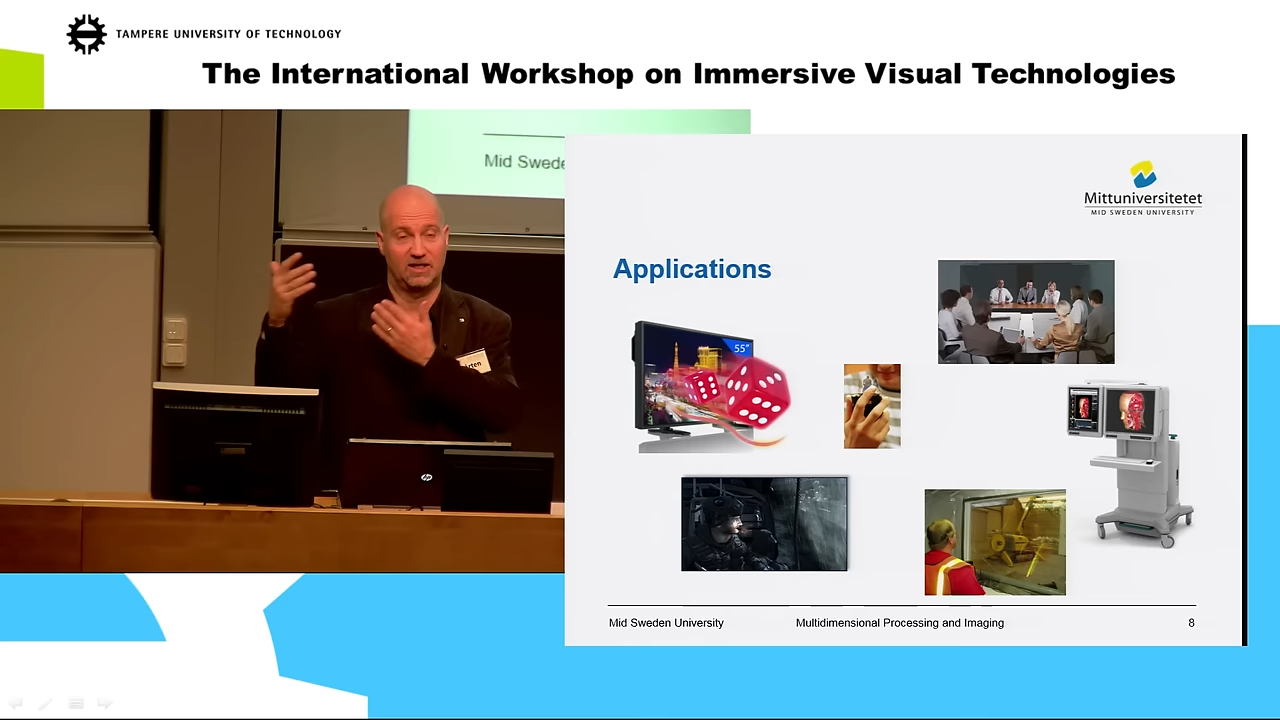 TAMPERE UNIVERSITY OF TECHNOLOGY
The International Workshop on Immersive Visual Technologies
Mid Swede
Mittuniversitetet
MID SWEDEN UNIVERSITY
Applications
55"
hp
Mid Sweden University
Multidimensional Processing and Imaging
8